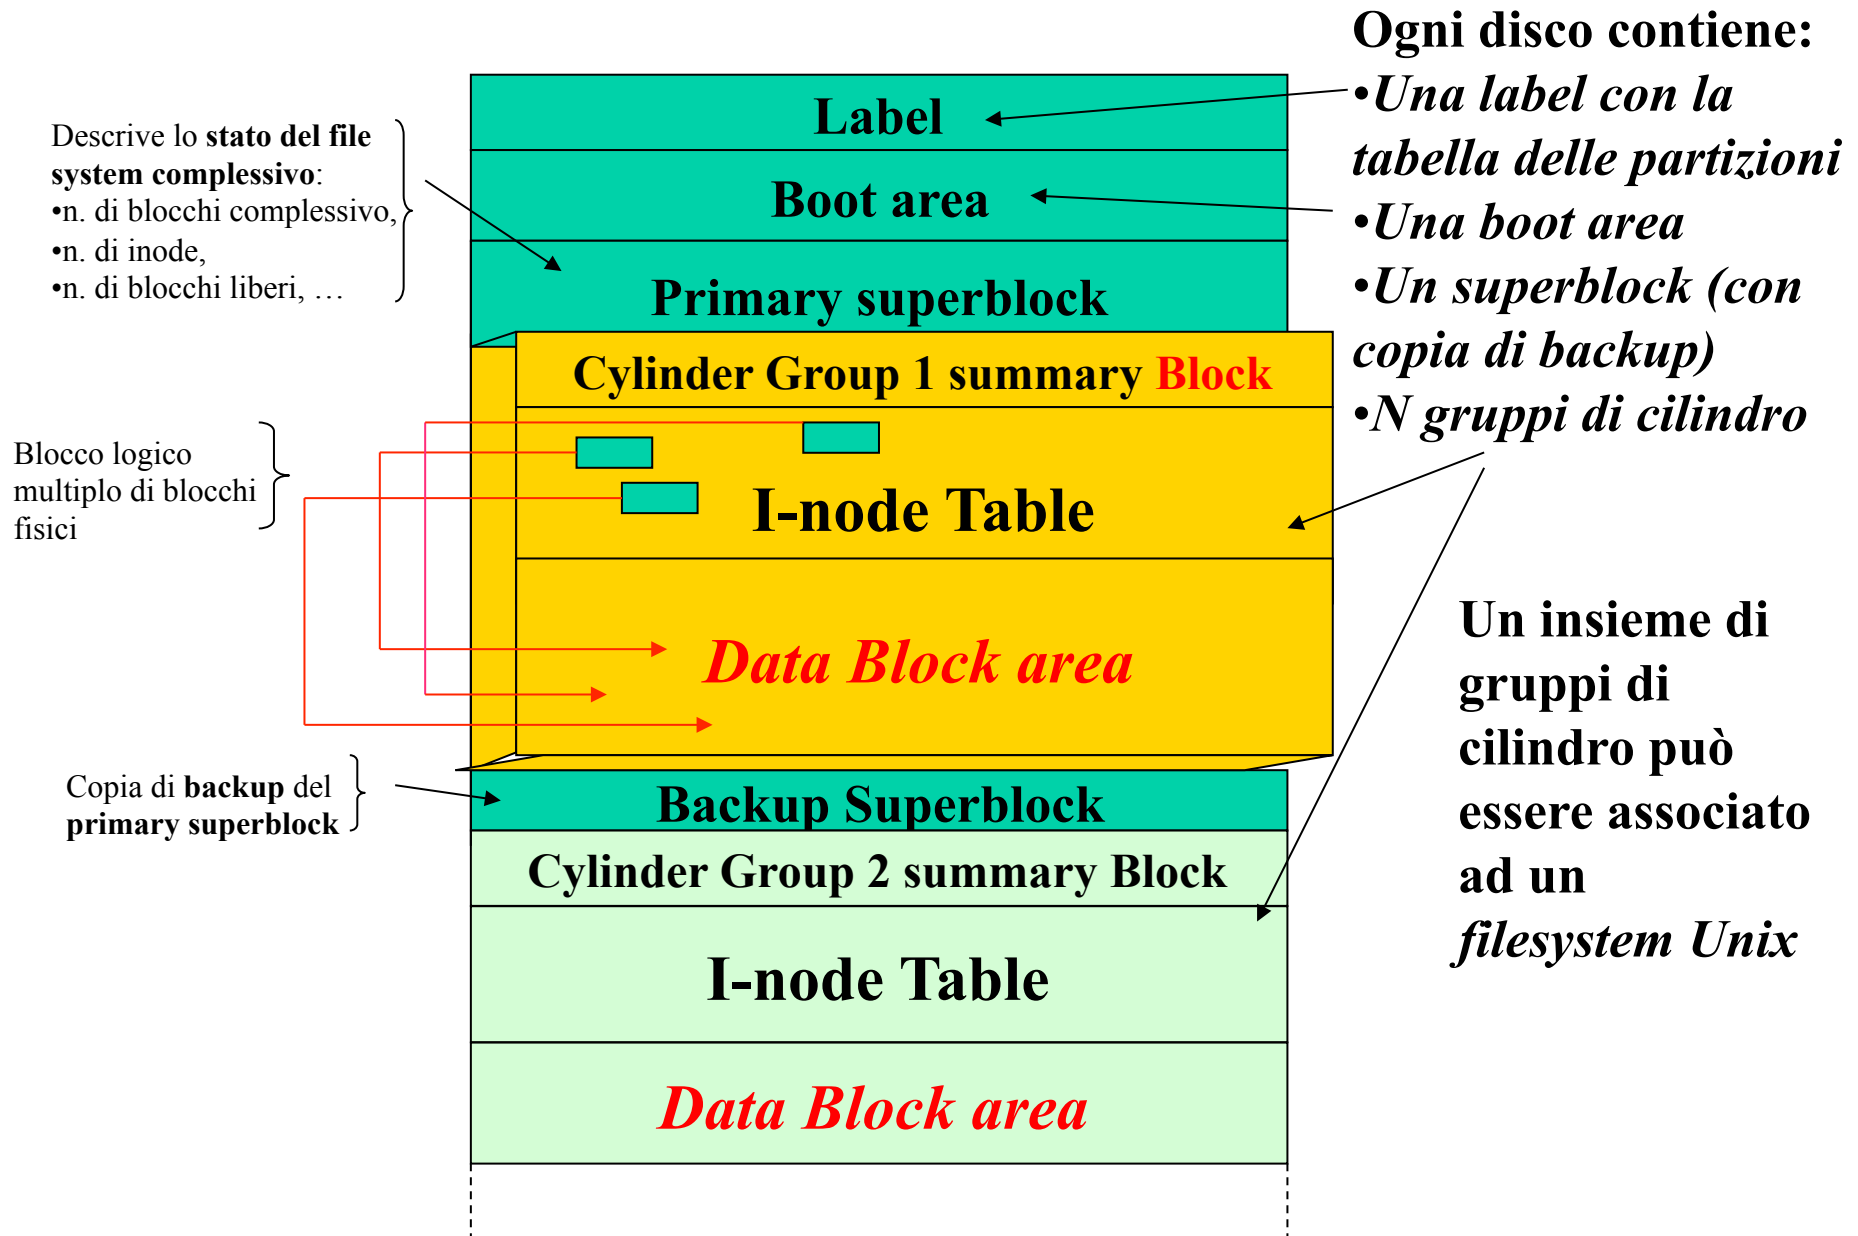 Ogni disco contiene:
•Una label con la
tabella delle partizioni
•Una boot area
•Un superblock (con
copia di backup)
•N gruppi di cilindro
Descrive lo stato del file
system complessivo:
•n. di blocchi complessivo,
•n. di inode,
•n. di blocchi liberi, …
Label
Boot area
Primary superblock
Cylinder Group 1 summary Block
I-node Table
Data Block area
Blocco logico
multiplo di blocchi
fisici
Copia di backup del
primary superblock
Backup Superblock
Cylinder Group 2 summary Block
I-node Table
Data Block area
Un insieme di
gruppi di
cilindro può
essere associato
ad un
filesystem Unix